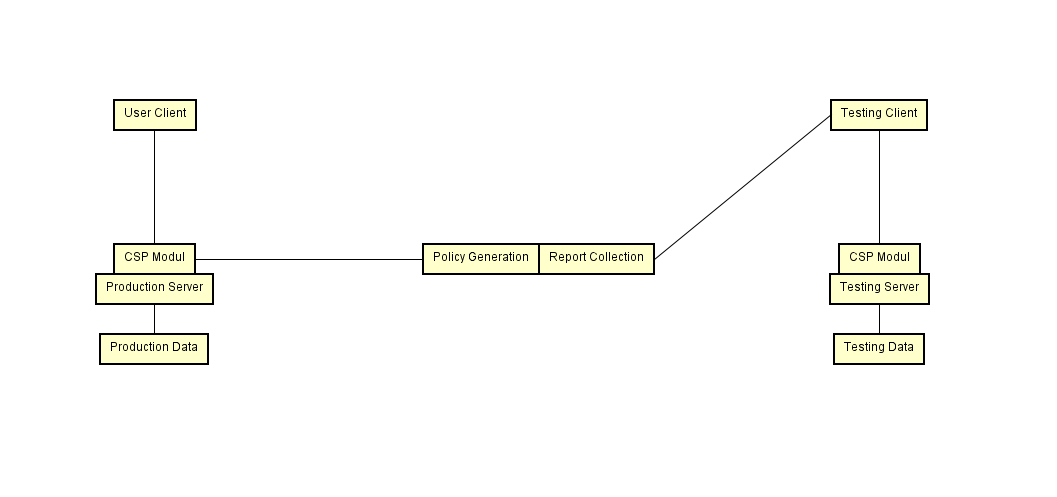 User Client
Testing Client
CSP Modul
Policy Generation
Report Collection
CSP Modul
Production Server
Testing Server
Production Data
Testing Data